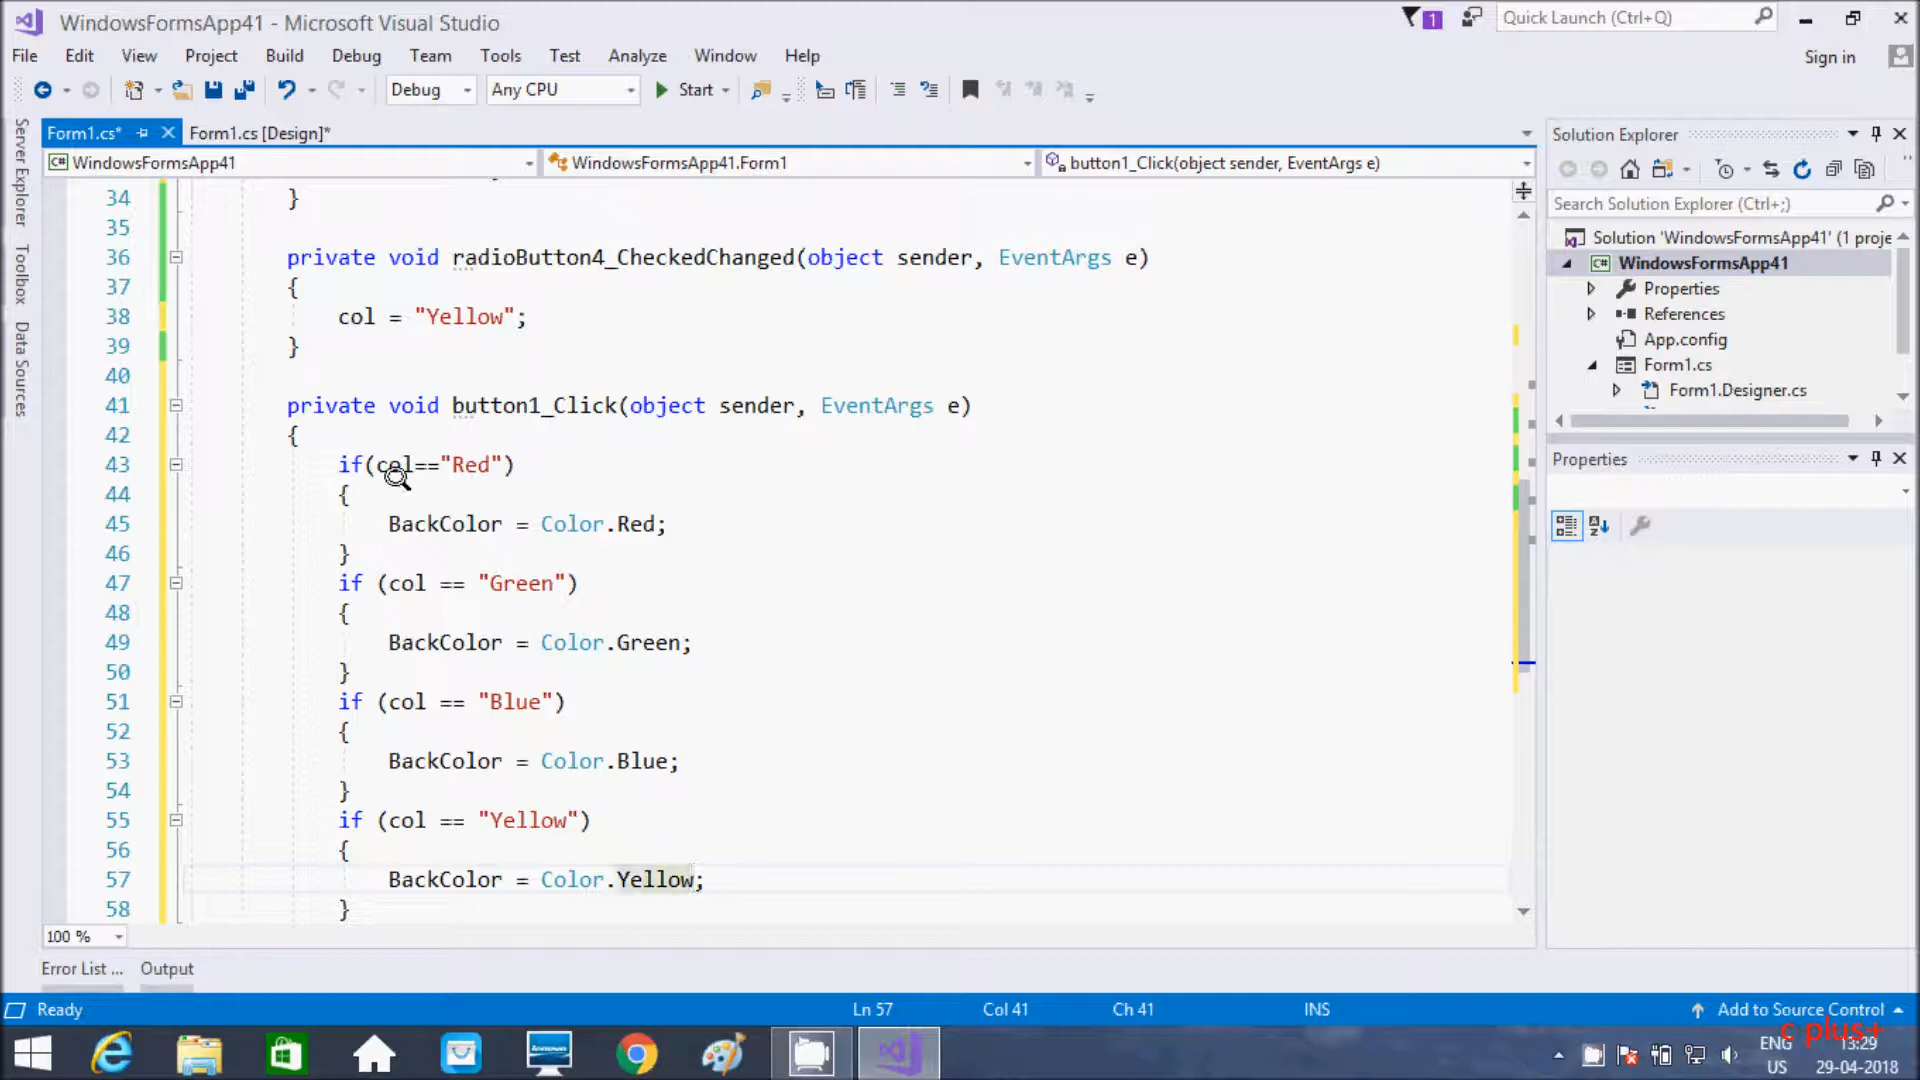 WindowsFormsApp41 - Microsoft Visual Studio
1
Quick Launch (Ctrl+Q)
File Edit View Project Build Debug Team Tools Test Analyze Window Help
Sign in
Debug Any CPU Start
Form1.cs* Form1.cs [Design]*
WindowsFormsApp41 WindowsFormsApp41.Form1 button1_Click(object sender, EventArgs e)
Server Explorer
Toolbox
Data Sources
34 }
35
36 private void radioButton4_CheckedChanged(object sender, EventArgs e)
37 {
38 col = "Yellow";
39 }
40
41 private void button1_Click(object sender, EventArgs e)
42 {
43 if(col=="Red")
44 {
45 BackColor = Color.Red;
46 }
47 if (col == "Green")
48 {
49 BackColor = Color.Green;
50 }
51 if (col == "Blue")
52 {
53 BackColor = Color.Blue;
54 }
55 if (col == "Yellow")
56 {
57 BackColor = Color.Yellow;
58 }
100 %
Error List ... Output
Solution Explorer
Search Solution Explorer (Ctrl+;)
Solution 'WindowsFormsApp41' (1 proje
C# WindowsFormsApp41
Properties
References
App.config
Form1.cs
Form1.Designer.cs
Properties
Ready Ln 57 Col 41 Ch 41 INS Add to Source Control
c plus+
ENG 13:29
US 29-04-2018